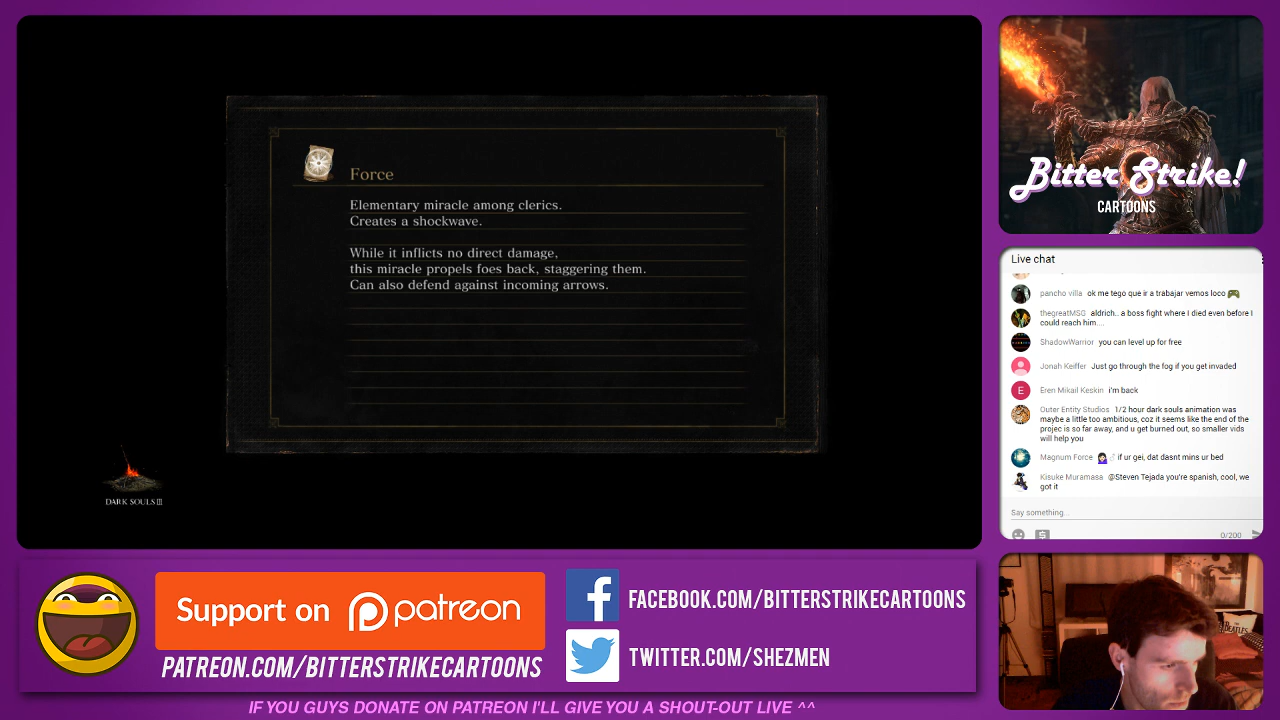 Force
Elementary miracle among clerics.
Creates a shockwave.
While it inflicts no direct damage,
this miracle propels foes back, staggering them.
Can also defend against incoming arrows.
DARK SOULS III
Bitter Strike!
CARTOONS
Live chat
pancho villa ok me tego que ir a trabajar vemos loco
thegreatMSG aldrich.. a boss fight where I died even before I
could reach him....
ShadowWarrior you can level up for free
Jonah Keiffer Just go through the fog if you get invaded
E
Eren Mikail Keskin i'm back
Outer Entity Studios 1/2 hour dark souls animation was
maybe a little too ambitious, coz it seems like the end of the
projec is so far away, and u get burned out, so smaller vids
will help you
Magnum Force if ur gei, dat dasnt mins ur bed
Kisuke Muramasa @Steven Tejada you're spanish, cool, we
got it
Say something...
0/200
Support on patreon
PATREON.COM/BITTERSTRIKECARTOONS
FACEBOOK.COM/BITTERSTRIKECARTOONS
TWITTER.COM/SHEZMEN
IF YOU GUYS DONATE ON PATREON I'LL GIVE YOU A SHOUT-OUT LIVE ^^
BEATLES